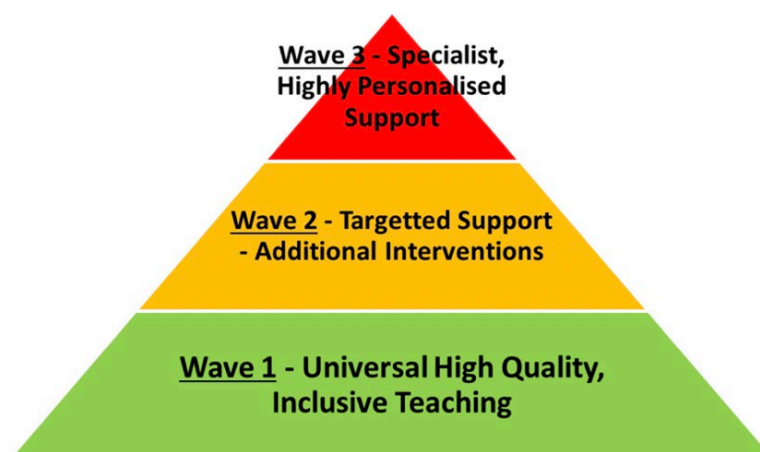 Wave 3 - Specialist,
Highly Personalised
Support
Wave 2 - Targetted Support
- Additional Interventions
Wave 1 - Universal High Quality,
Inclusive Teaching